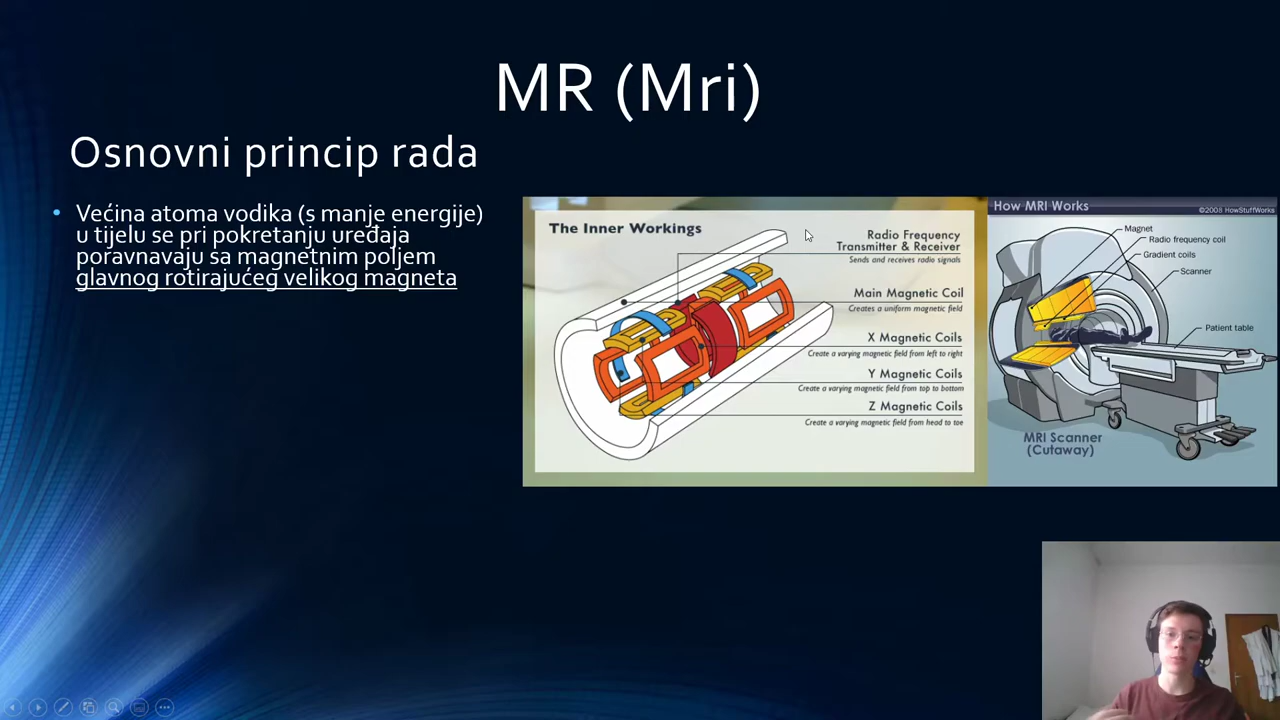 MR (Mri)
Osnovni princip rada
• Većina atoma vodika (s manje energije)
u tijelu se pri pokretanju uređaja
poravnavaju sa magnetnim poljem
glavnog rotirajućeg velikog magneta
The Inner Workings
Radio Frequency
Transmitter & Receiver
Sends and receives radio signals
Main Magnetic Coil
Creates a uniform magnetic field
X Magnetic Coils
Create a varying magnetic field from left to right
Y Magnetic Coils
Create a varying magnetic field from top to bottom
Z Magnetic Coils
Create a varying magnetic field from head to toe
How MRI Works
©2008 HowStuffWorks
Magnet
Radio frequency coil
Gradient coils
Scanner
Patient table
MRI Scanner
(Cutaway)